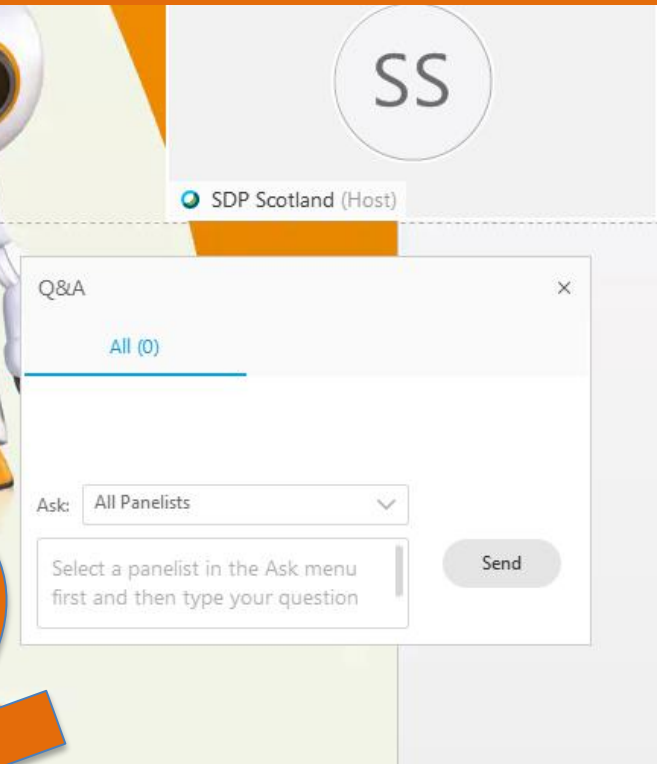 SS
SDP Scotland (Host)
Q&A
All (0)
Ask:
All Panelists
Select a panelist in the Ask menu
first and then type your question
Send